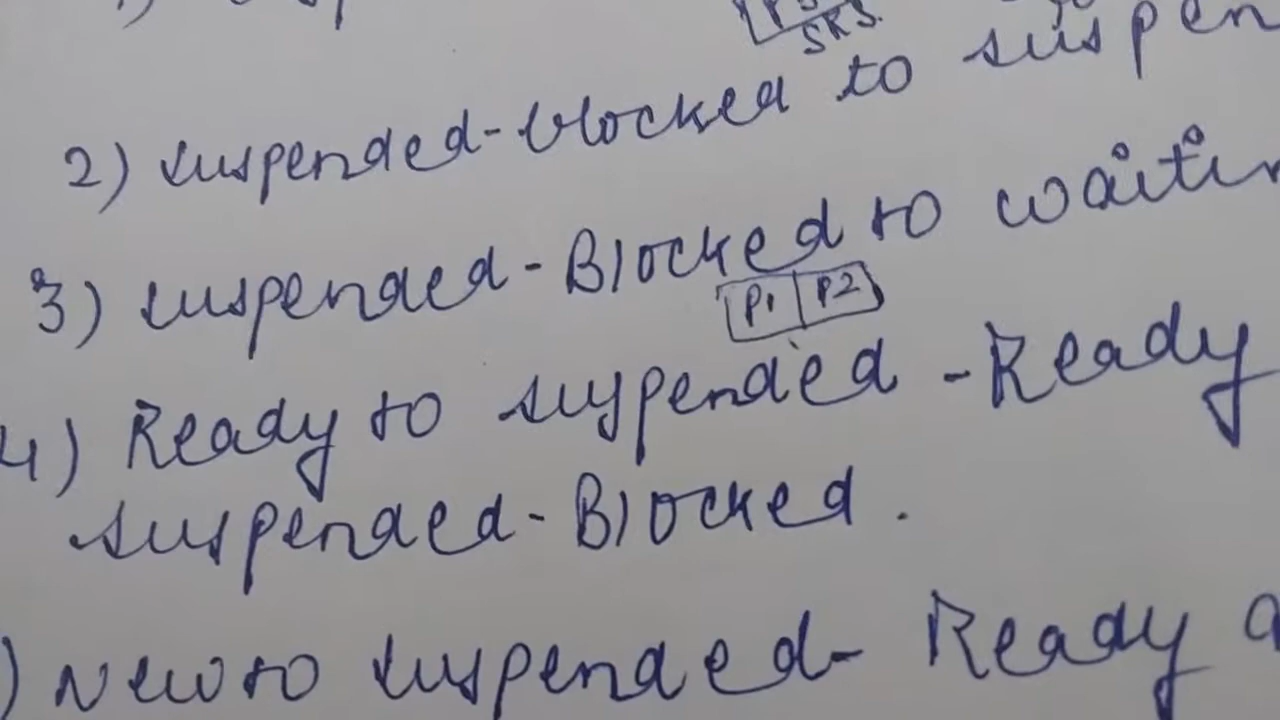 SRS.
2) suspended-blocked to suspen
3) suspended-Blocked to waitin
P1 P2
4) Ready to suspended -Ready
suspended-Blocked.
) New to suspended- Ready a